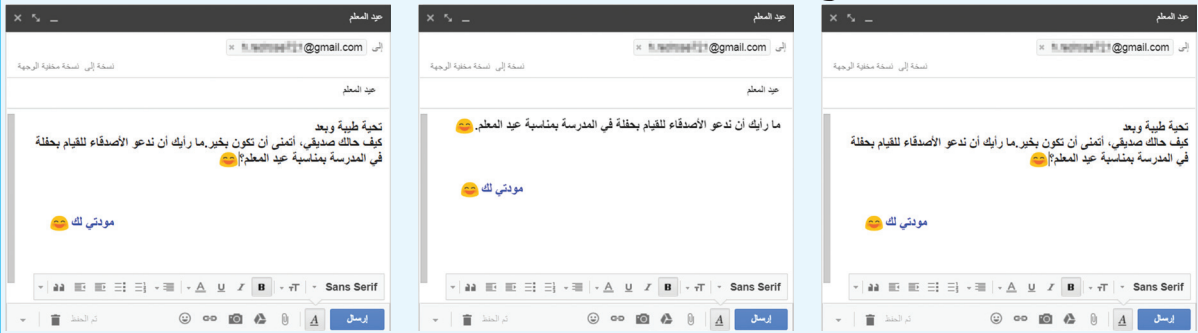 عيد المعلم
إلى @gmail.com ×
نسخة إلى نسخة مخفية الوجهة
عيد المعلم
تحية طيبة وبعد
كيف حالك صديقي، أتمنى أن تكون بخير.ما رأيك أن ندعو الأصدقاء للقيام بحفلة
في المدرسة بمناسبة عيد المعلم؟😊
مودتي لك 😊
Sans Serif
إرسال تم الحفظ
عيد المعلم
إلى @gmail.com ×
نسخة إلى نسخة مخفية الوجهة
عيد المعلم
ما رأيك أن ندعو الأصدقاء للقيام بحفلة في المدرسة بمناسبة عيد المعلم.😊
مودتي لك 😊
Sans Serif
إرسال تم الحفظ
عيد المعلم
إلى @gmail.com ×
نسخة إلى نسخة مخفية الوجهة
عيد المعلم
تحية طيبة وبعد
كيف حالك صديقي، أتمنى أن تكون بخير.ما رأيك أن ندعو الأصدقاء للقيام بحفلة
في المدرسة بمناسبة عيد المعلم؟😊
مودتي لك 😊
Sans Serif
إرسال تم الحفظ